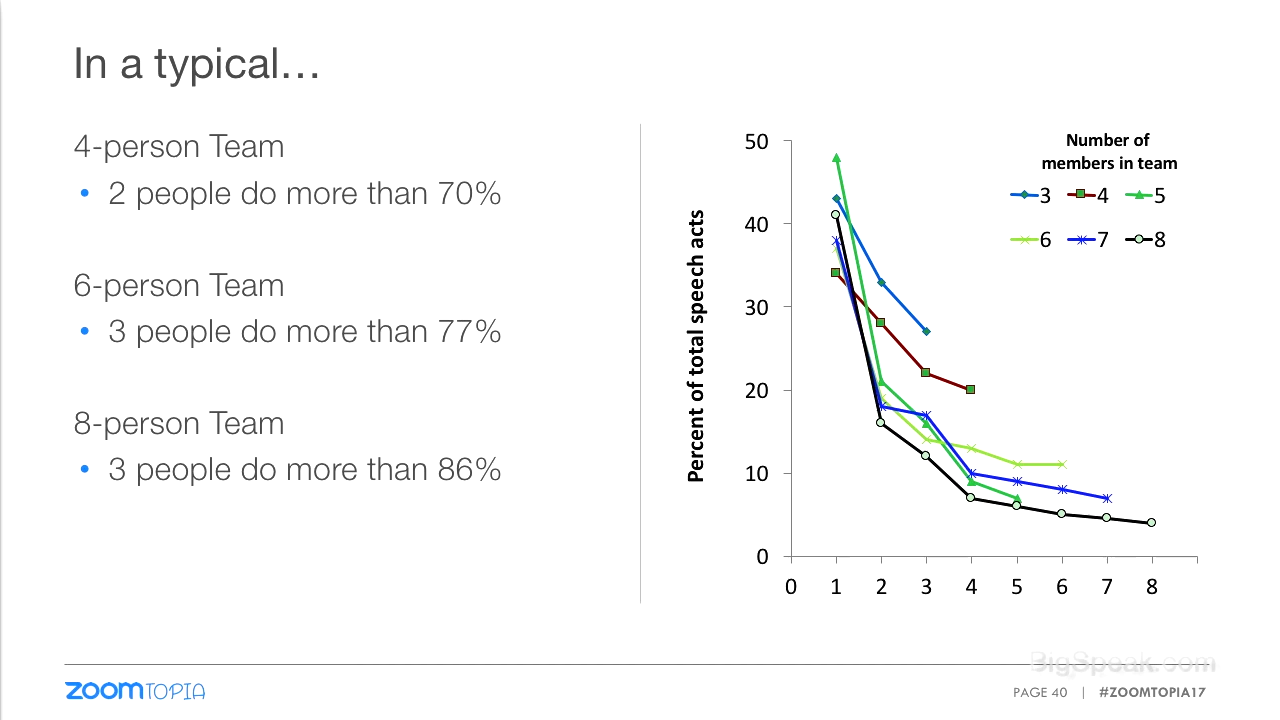 In a typical…
4-person Team
• 2 people do more than 70%
6-person Team
• 3 people do more than 77%
8-person Team
• 3 people do more than 86%
Number of
members in team
3 4 5
6 7 8
Percent of total speech acts
50
40
30
20
10
0
0 1 2 3 4 5 6 7 8
BigSpeak.com
zoomTOPIA
PAGE 40 | #ZOOMTOPIA17